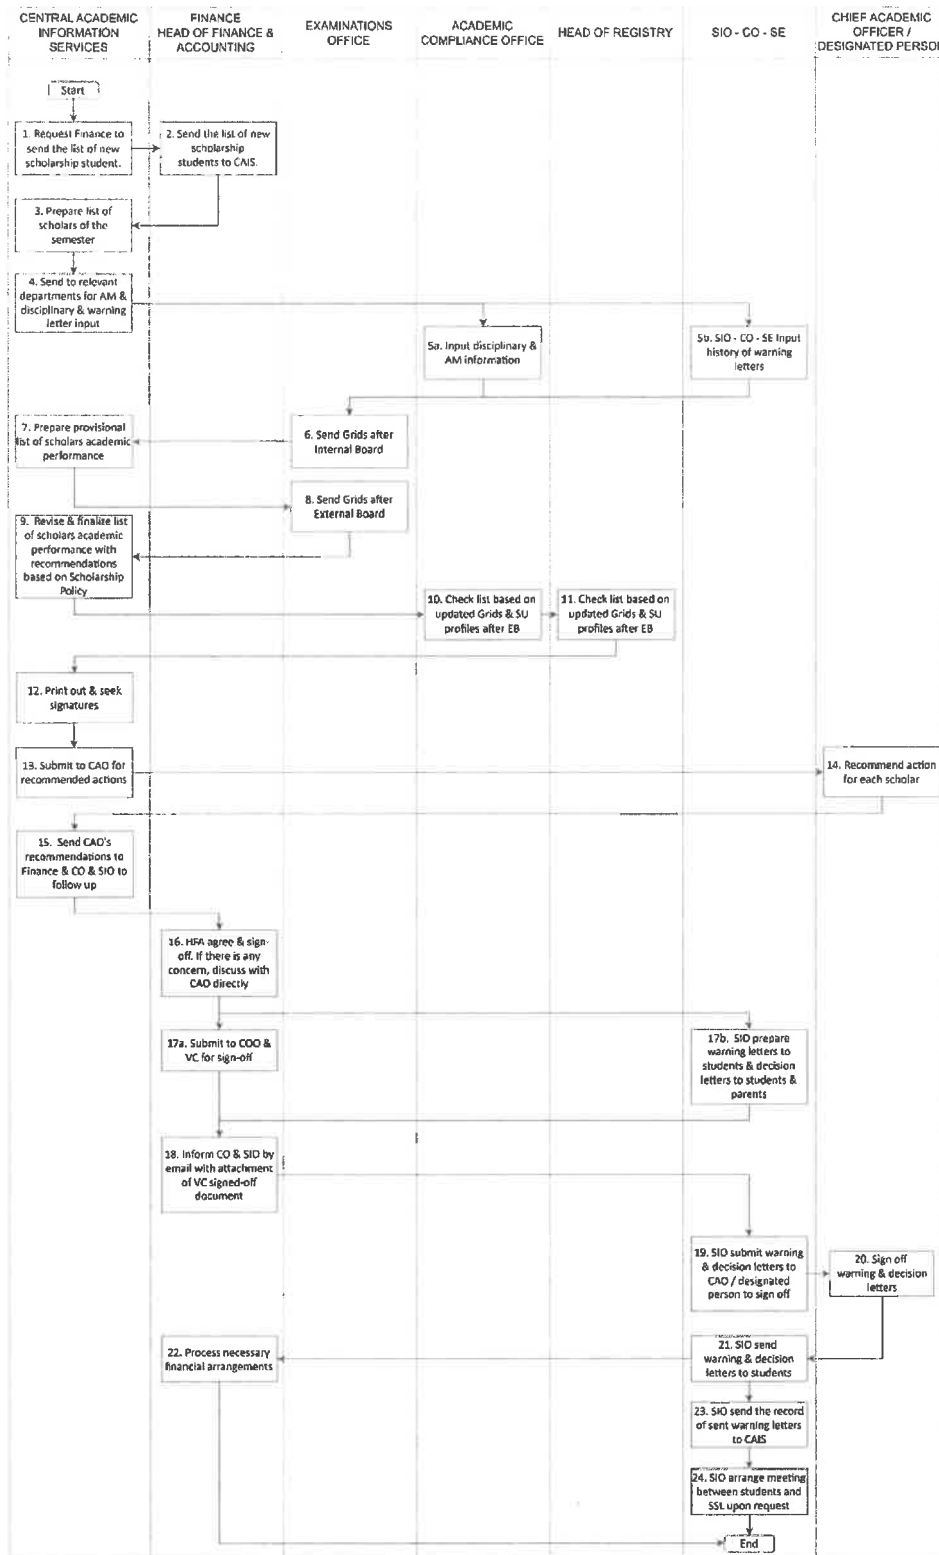 CENTRAL ACADEMIC
INFORMATION
SERVICES
FINANCE
HEAD OF FINANCE &
ACCOUNTING
EXAMINATIONS
OFFICE
ACADEMIC
COMPLIANCE OFFICE
HEAD OF REGISTRY
SIO - CO - SE
CHIEF ACADEMIC
OFFICER /
DESIGNATED PERSON
Start
1. Request Finance to
send the list of new
scholarship student.
2. Send the list of new
scholarship
students to CAIS.
3. Prepare list of
scholars of the
semester
4. Send to relevant
departments for AM &
disciplinary & warning
letter input
5a. Input disciplinary &
AM information
5b. SIO - CO - SE Input
history of warning
letters
6. Send Grids after
Internal Board
7. Prepare provisional
list of scholars academic
performance
8. Send Grids after
External Board
9. Revise & finalize list
of scholars academic
performance with
recommendations
based on Scholarship
Policy
10. Check list based on
updated Grids & SU
profiles after EB
11. Check list based on
updated Grids & SU
profiles after EB
12. Print out & seek
signatures
13. Submit to CAO for
recommended actions
14. Recommend action
for each scholar
15. Send CAO's
recommendations to
Finance & CO & SIO to
follow up
16. HFA agree & sign-
off. If there is any
concern, discuss with
CAO directly
17a. Submit to COO &
VC for sign-off
17b. SIO prepare
warning letters to
students & decision
letters to students &
parents
18. Inform CO & SIO by
email with attachment
of VC signed-off
document
19. SIO submit warning
& decision letters to
CAO / designated
person to sign off
20. Sign off
warning & decision
letters
21. SIO send
warning & decision
letters to students
22. Process necessary
financial arrangements
23. SIO send the record
of sent warning letters
to CAIS
24. SIO arrange meeting
between students and
SSL upon request
End